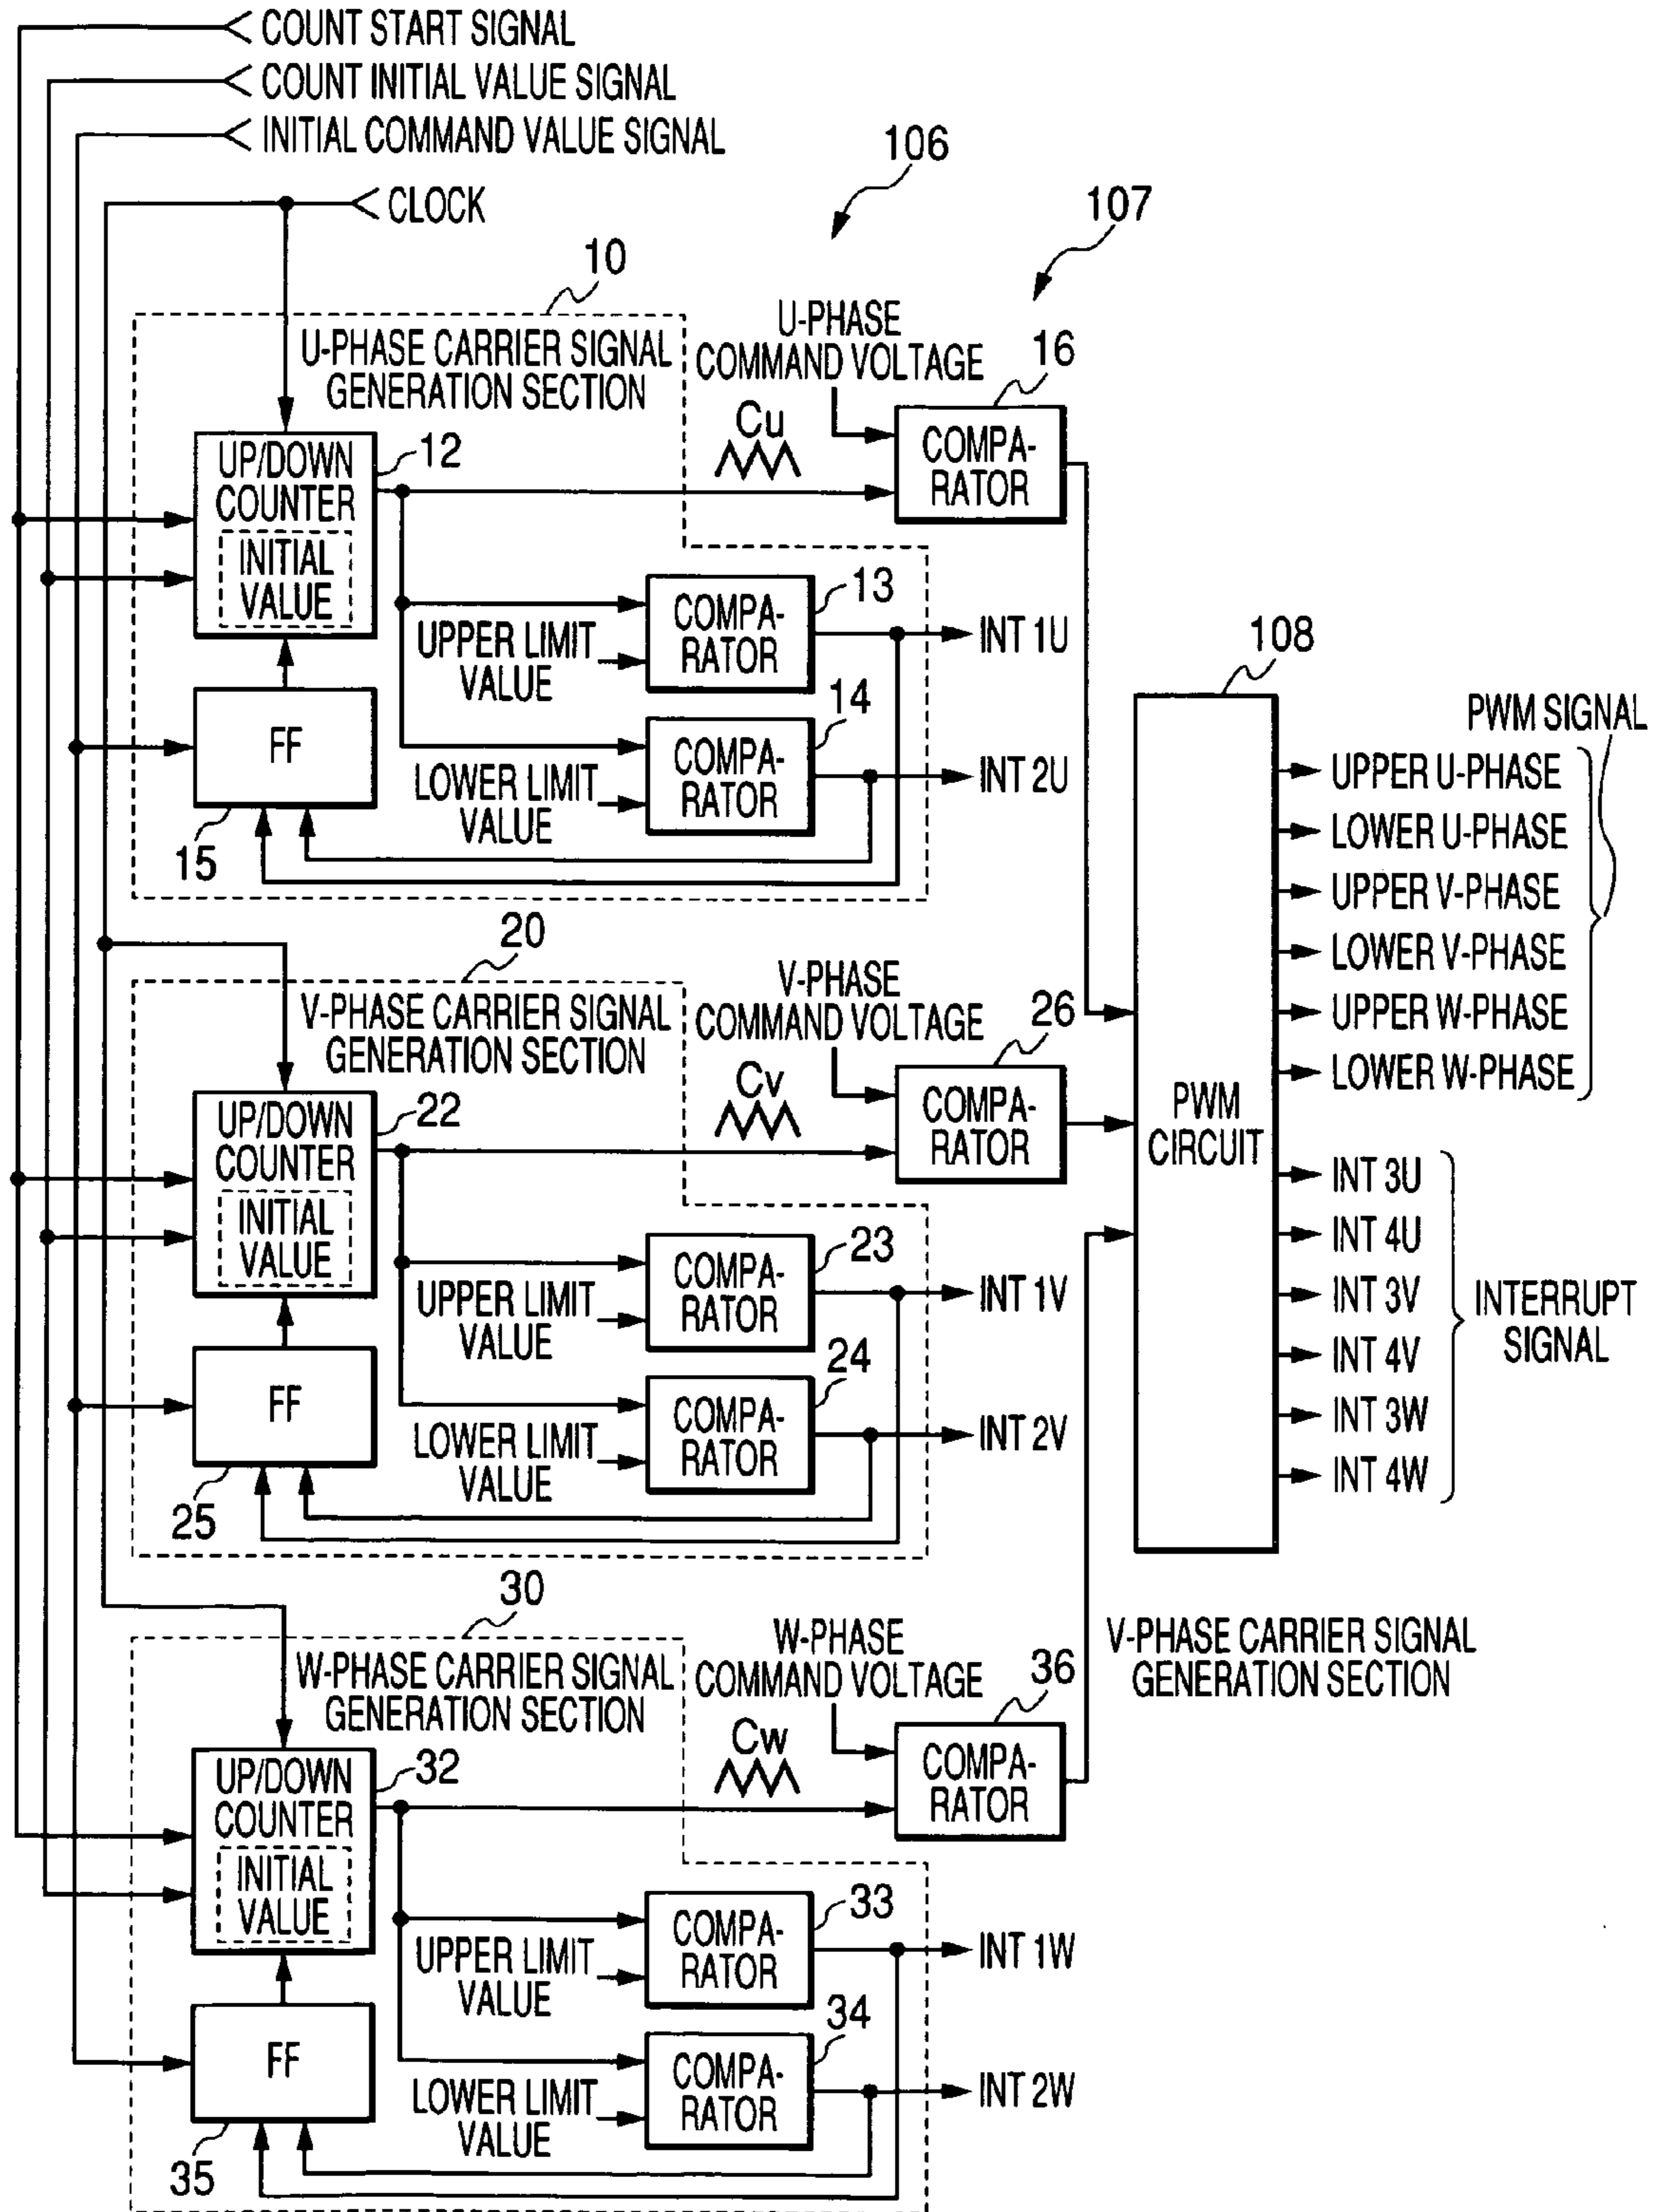 COUNT START SIGNAL
COUNT INITIAL VALUE SIGNAL
INITIAL COMMAND VALUE SIGNAL
CLOCK
106
107
10
U-PHASE CARRIER SIGNAL
GENERATION SECTION
U-PHASE
COMMAND VOLTAGE
16
Cu
COMPA-
RATOR
UP/DOWN
COUNTER
INITIAL
VALUE
12
COMPA-
RATOR
13
UPPER LIMIT
VALUE
INT 1U
FF
15
COMPA-
RATOR
14
LOWER LIMIT
VALUE
INT 2U
108
PWM
CIRCUIT
PWM SIGNAL
UPPER U-PHASE
LOWER U-PHASE
UPPER V-PHASE
LOWER V-PHASE
UPPER W-PHASE
LOWER W-PHASE
INT 3U
INT 4U
INT 3V
INT 4V
INT 3W
INT 4W
INTERRUPT
SIGNAL
20
V-PHASE CARRIER SIGNAL
GENERATION SECTION
V-PHASE
COMMAND VOLTAGE
26
Cv
COMPA-
RATOR
UP/DOWN
COUNTER
INITIAL
VALUE
22
COMPA-
RATOR
23
UPPER LIMIT
VALUE
INT 1V
FF
25
COMPA-
RATOR
24
LOWER LIMIT
VALUE
INT 2V
30
W-PHASE CARRIER SIGNAL
GENERATION SECTION
W-PHASE
COMMAND VOLTAGE
36
Cw
COMPA-
RATOR
V-PHASE CARRIER SIGNAL
GENERATION SECTION
UP/DOWN
COUNTER
INITIAL
VALUE
32
COMPA-
RATOR
33
UPPER LIMIT
VALUE
INT 1W
FF
35
COMPA-
RATOR
34
LOWER LIMIT
VALUE
INT 2W